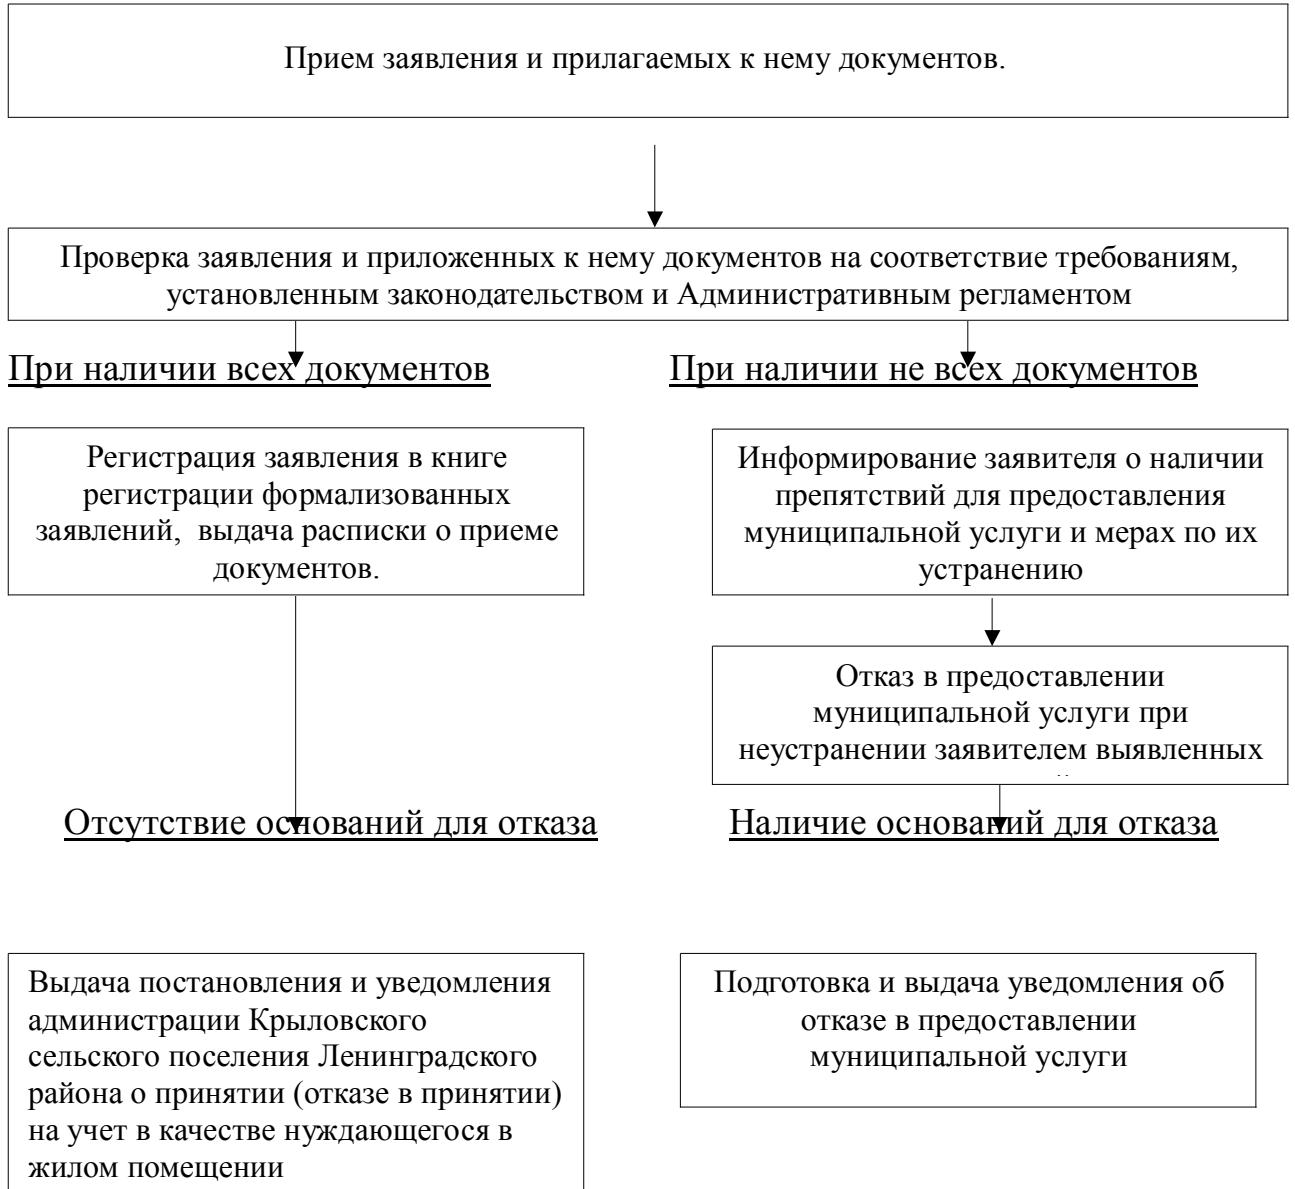 Прием заявления и прилагаемых к нему документов.
Проверка заявления и приложенных к нему документов на соответствие требованиям,
установленным законодательством и Административным регламентом
При наличии всех документов
При наличии не всех документов
Регистрация заявления в книге
регистрации формализованных
заявлений, выдача расписки о приеме
документов.
Информирование заявителя о наличии
препятствий для предоставления
муниципальной услуги и мерах по их
устранению
Отказ в предоставлении
муниципальной услуги при
неустранении заявителем выявленных
Отсутствие оснований для отказа
Наличие оснований для отказа
Выдача постановления и уведомления
администрации Крыловского
сельского поселения Ленинградского
района о принятии (отказе в принятии)
на учет в качестве нуждающегося в
жилом помещении
Подготовка и выдача уведомления об
отказе в предоставлении
муниципальной услуги